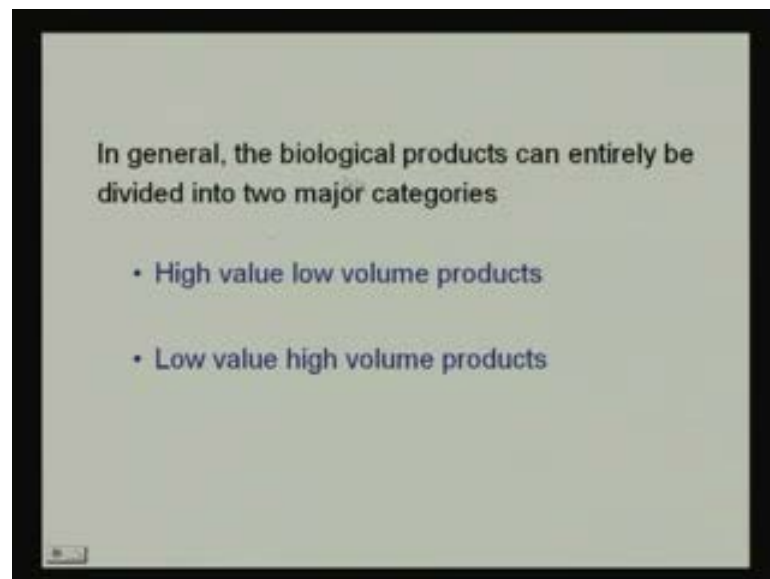 In general, the biological products can entirely be
divided into two major categories
• High value low volume products
• Low value high volume products